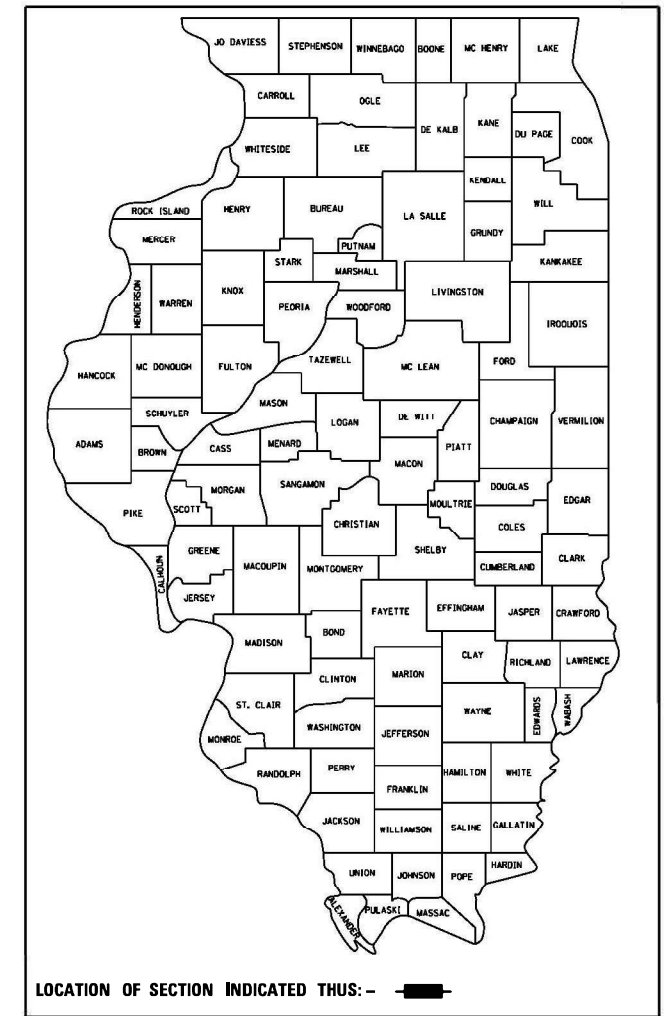 JO DAVIESS STEPHENSON WINNEBAGO BOONE MC HENRY LAKE
CARROLL OGLE
DE KALB KANE DU PAGE COOK
WHITESIDE LEE
KENDALL WILL
ROCK ISLAND HENRY BUREAU LA SALLE
GRUNDY
MERCER PUTNAM
STARK MARSHALL KANKAKEE
HENDERSON WARREN KNOX PEORIA WOODFORD LIVINGSTON IROQUOIS
HANCOCK MC DONOUGH FULTON TAZEWELL MC LEAN FORD
MASON
SCHUYLER LOGAN DE WITT CHAMPAIGN VERMILION
ADAMS BROWN CASS MENARD PIATT
MACON
MORGAN SANGAMON DOUGLAS
PIKE SCOTT MOULTRIE EDGAR
CHRISTIAN COLES
GREENE SHELBY
CALHOUN MACOUPIN MONTGOMERY CUMBERLAND CLARK
JERSEY
FAYETTE EFFINGHAM JASPER CRAWFORD
MADISON BOND
CLAY RICHLAND LAWRENCE
CLINTON MARION
ST. CLAIR WAYNE EDWARDS WABASH
WASHINGTON JEFFERSON
MONROE
RANDOLPH PERRY HAMILTON WHITE
FRANKLIN
JACKSON WILLIAMSON SALINE GALLATIN
HARDIN
UNION JOHNSON POPE
ALEXANDER PULASKI MASSAC
LOCATION OF SECTION INDICATED THUS: –